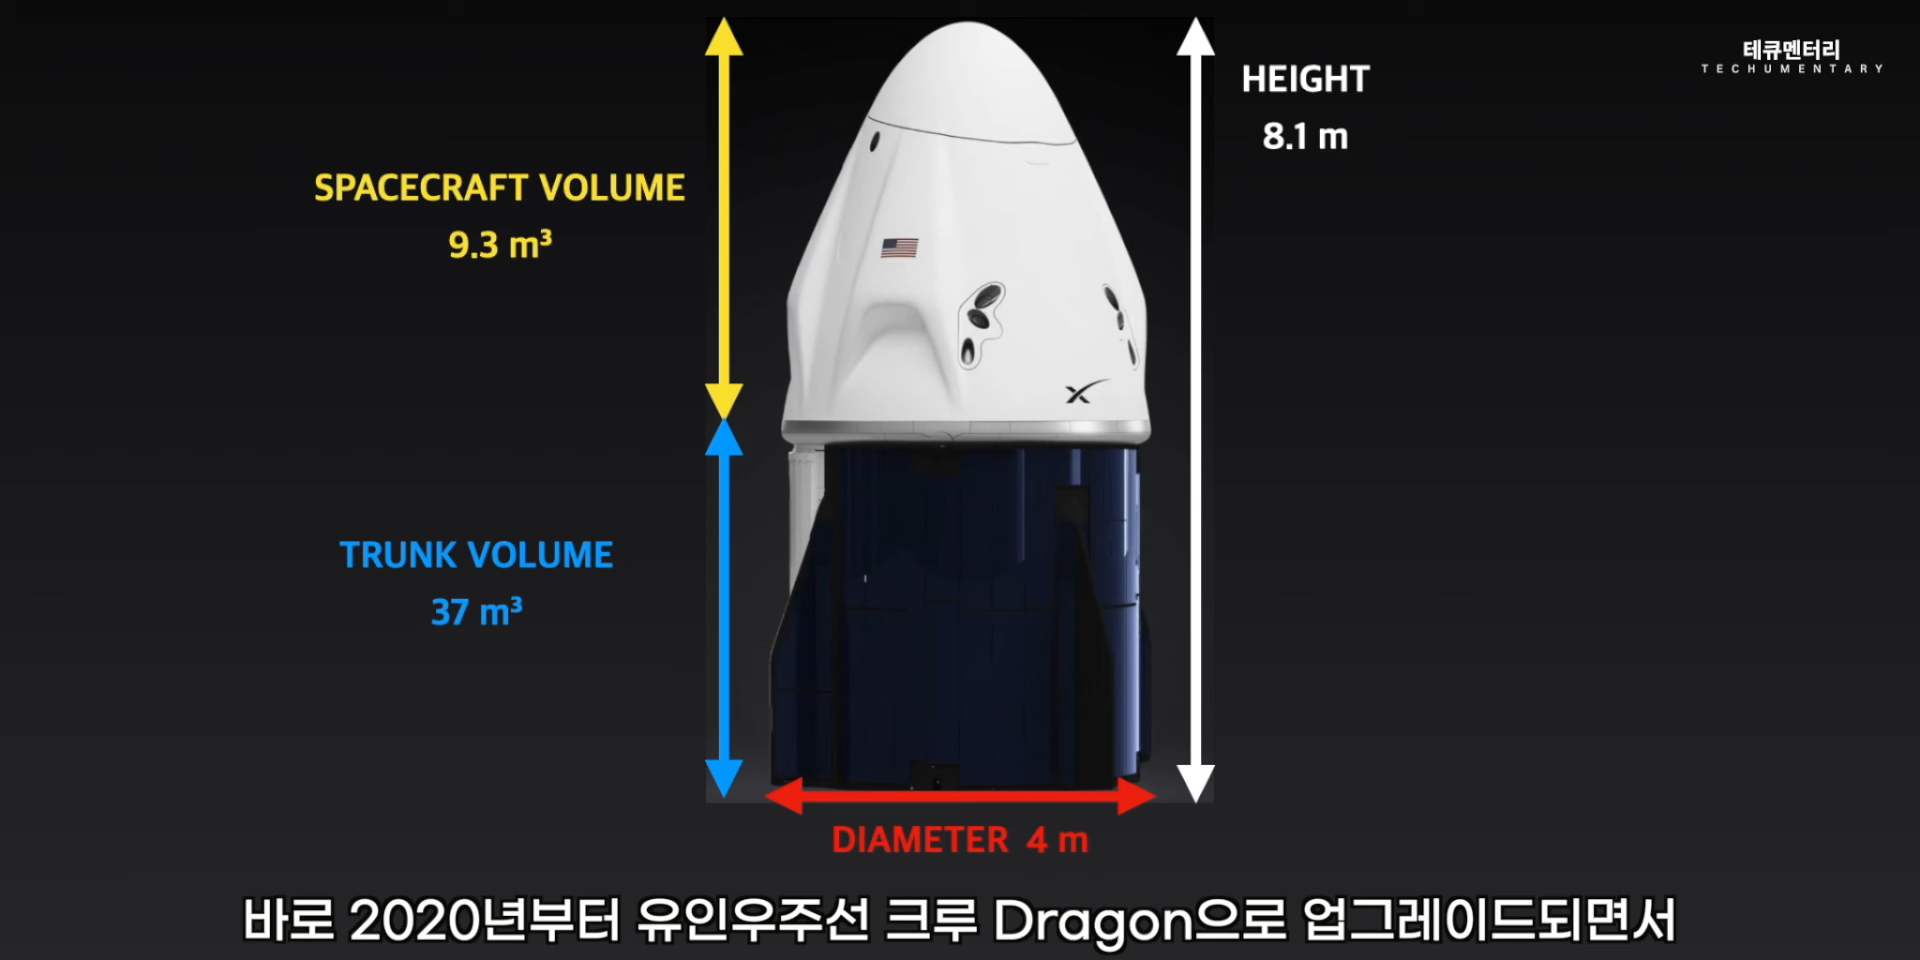 테큐멘터리
TECHUMENTARY
HEIGHT
8.1 m
SPACECRAFT VOLUME
9.3 m³
TRUNK VOLUME
37 m³
DIAMETER 4 m
바로 2020년부터 유인우주선 크루 Dragon으로 업그레이드되면서